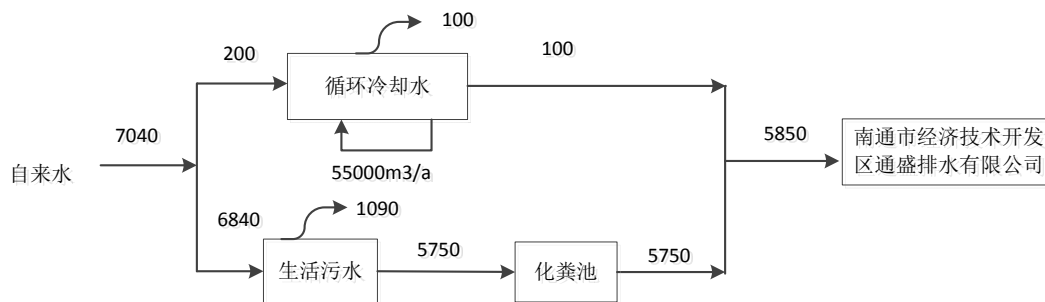 100
200
100
循环冷却水
7040
5850
南通市经济技术开发
区通盛排水有限公司
自来水
55000m3/a
6840
1090
5750
5750
生活污水
化粪池